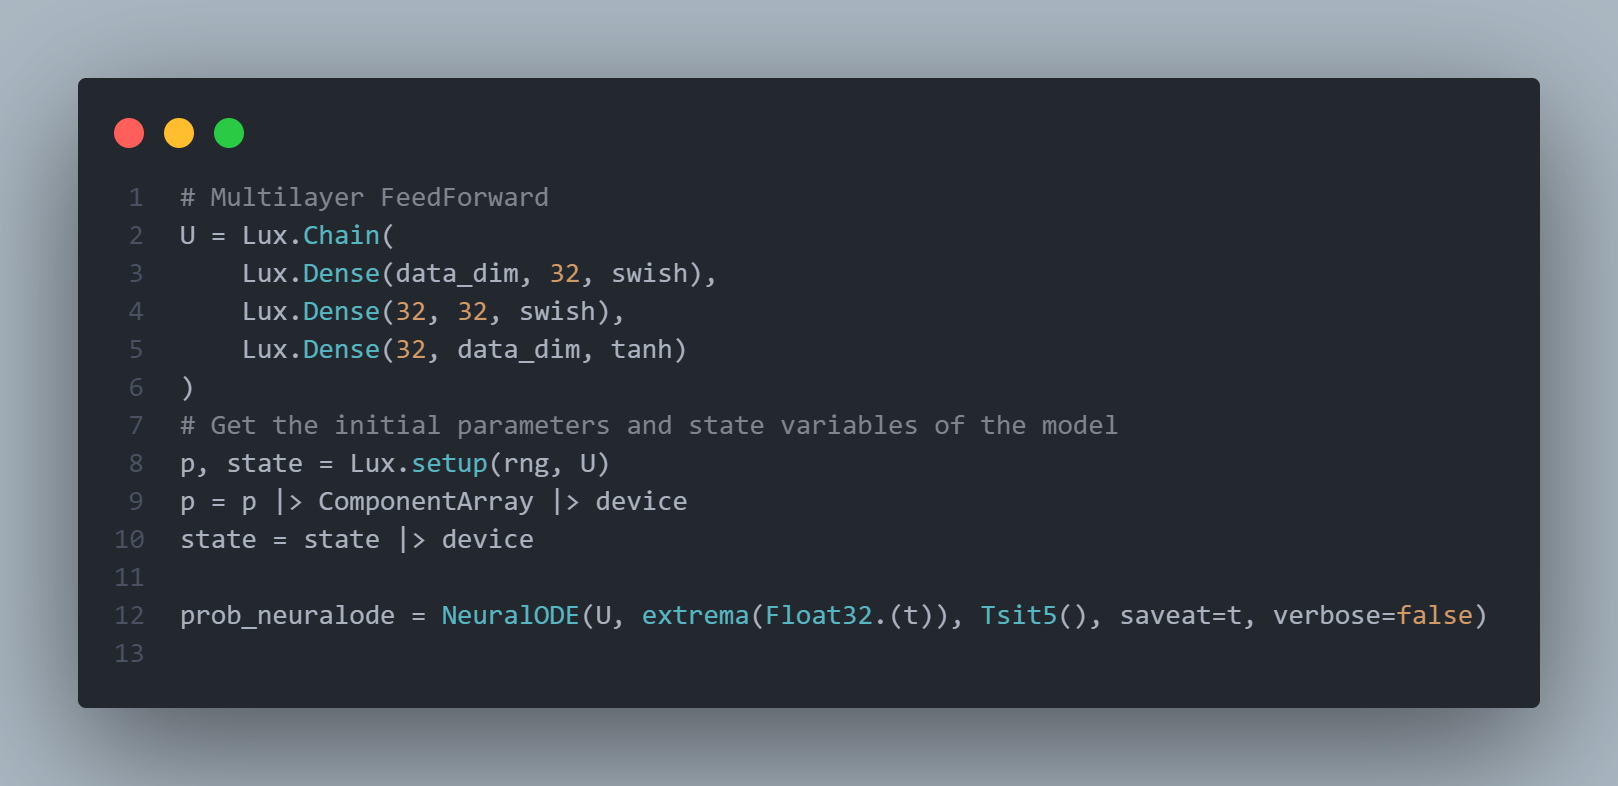 1 # Multilayer FeedForward
2 U = Lux.Chain(
3     Lux.Dense(data_dim, 32, swish),
4     Lux.Dense(32, 32, swish),
5     Lux.Dense(32, data_dim, tanh)
6 )
7 # Get the initial parameters and state variables of the model
8 p, state = Lux.setup(rng, U)
9 p = p |> ComponentArray |> device
10 state = state |> device
11
12 prob_neuralode = NeuralODE(U, extrema(Float32.(t)), Tsit5(), saveat=t, verbose=false)
13